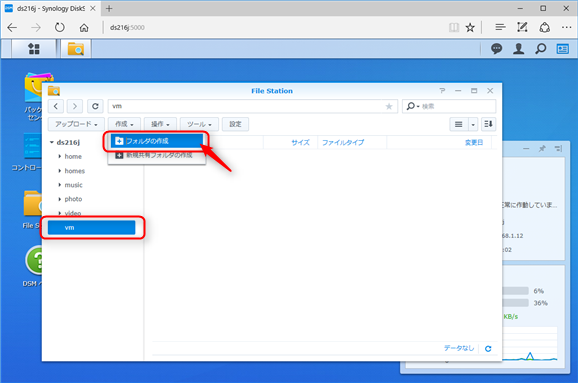 ds216j - Synology DiskS
ds216j:5000
File Station
vm
検索
アップロード
作成
操作
ツール
設定
フォルダの作成
新規共有フォルダの作成
サイズ
ファイルタイプ
変更日
ds216j
home
homes
music
photo
video
vm
データなし
パッケ
セン
コントロー
File S
DSM ヘ
常に作動していま...
68.1.12
:02
6%
36%
KB/s